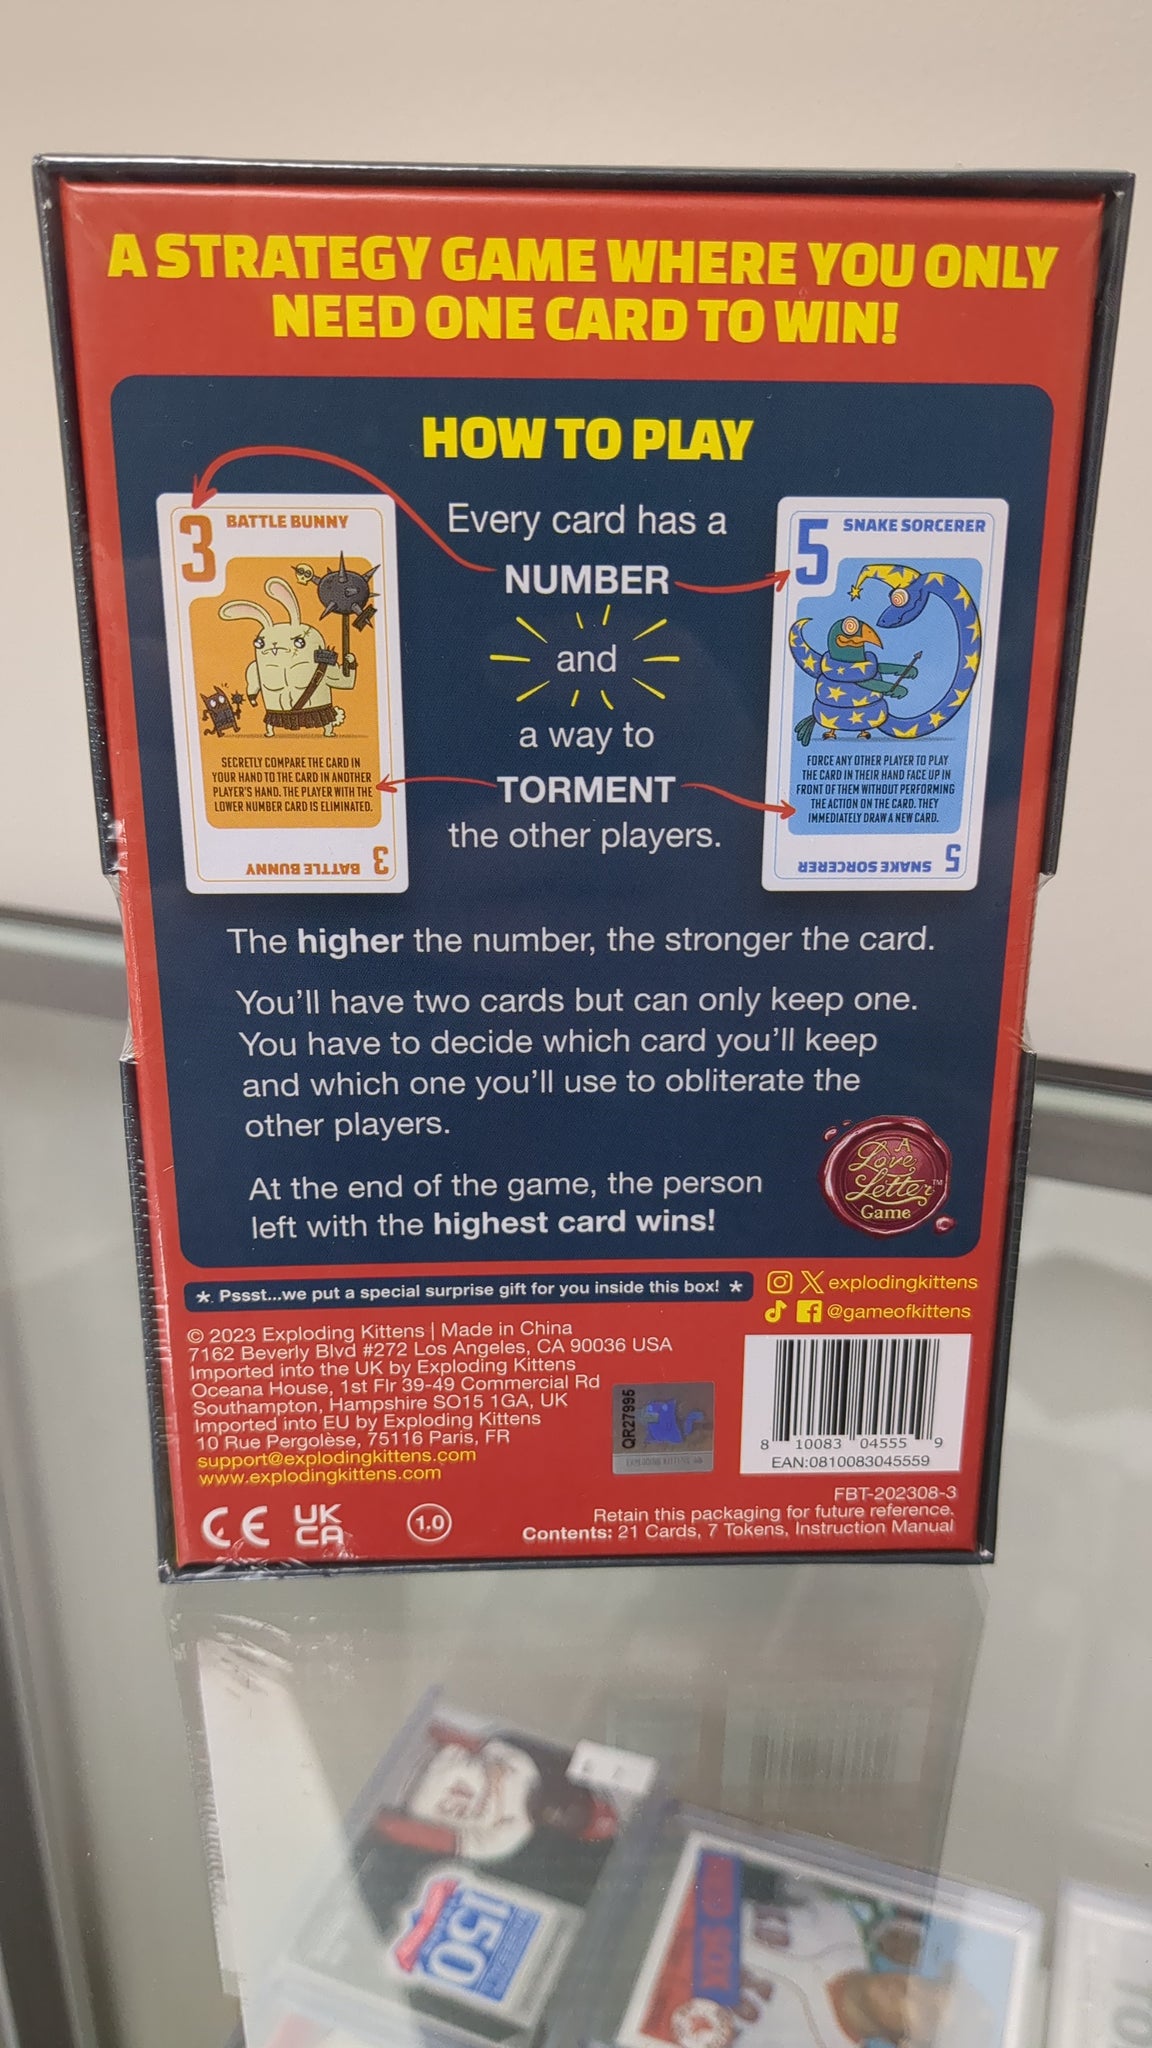 A STRATEGY GAME WHERE YOU ONLY
NEED ONE CARD TO WIN!
HOW TO PLAY
3 BATTLE BUNNY
SECRETLY COMPARE THE CARD IN
YOUR HAND TO THE CARD IN ANOTHER
PLAYER'S HAND. THE PLAYER WITH THE
LOWER NUMBER CARD IS ELIMINATED.
3 BATTLE BUNNY
Every card has a
NUMBER
and
a way to
TORMENT
the other players.
5 SNAKE SORCERER
FORCE ANY OTHER PLAYER TO PLAY
THE CARD IN THEIR HAND FACE UP IN
FRONT OF THEM WITHOUT PERFORMING
THE ACTION ON THE CARD. THEY
IMMEDIATELY DRAW A NEW CARD.
5 SNAKE SORCERER
The higher the number, the stronger the card.
You'll have two cards but can only keep one.
You have to decide which card you'll keep
and which one you'll use to obliterate the
other players.
At the end of the game, the person
left with the highest card wins!
A
Love
Letter™
Game
* Pssst...we put a special surprise gift for you inside this box! *
explodingkittens
@gameofkittens
© 2023 Exploding Kittens | Made in China
7162 Beverly Blvd #272 Los Angeles, CA 90036 USA
Imported into the UK by Exploding Kittens
Oceana House, 1st Flr 39-49 Commercial Rd
Southampton, Hampshire SO15 1GA, UK
Imported into EU by Exploding Kittens
10 Rue Pergolèse, 75116 Paris, FR
support@explodingkittens.com
www.explodingkittens.com
QR27995
8 10083 04555 9
EAN:0810083045559
FBT-202308-3
Retain this packaging for future reference.
Contents: 21 Cards, 7 Tokens, Instruction Manual
CE
UK
CA
1.0
150
RED SOX